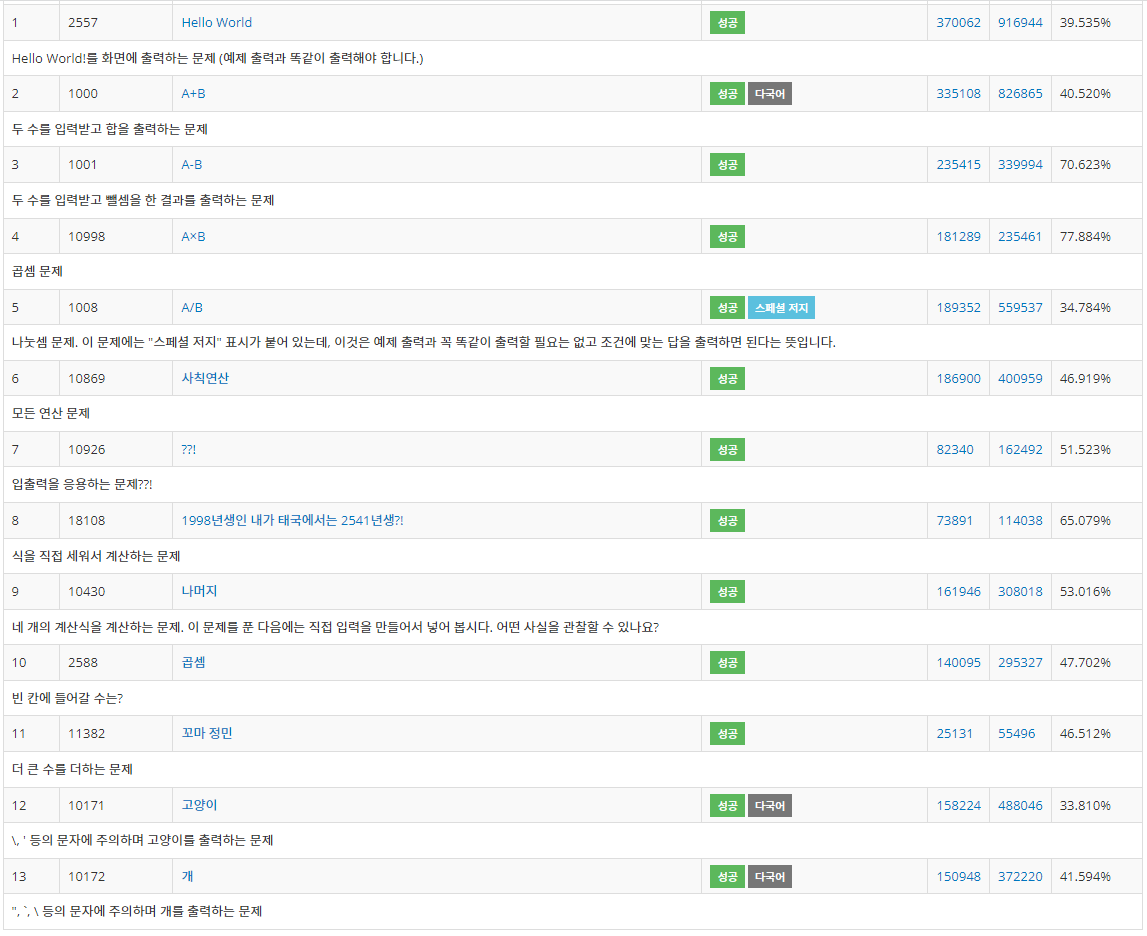 1 2557 Hello World 성공 370062 916944 39.535%
Hello World!를 화면에 출력하는 문제 (예제 출력과 똑같이 출력해야 합니다.)
2 1000 A+B 성공 다국어 335108 826865 40.520%
두 수를 입력받고 합을 출력하는 문제
3 1001 A-B 성공 235415 339994 70.623%
두 수를 입력받고 뺄셈을 한 결과를 출력하는 문제
4 10998 A×B 성공 181289 235461 77.884%
곱셈 문제
5 1008 A/B 성공 스페셜 저지 189352 559537 34.784%
나눗셈 문제. 이 문제에는 "스페셜 저지" 표시가 붙어 있는데, 이것은 예제 출력과 꼭 똑같이 출력할 필요는 없고 조건에 맞는 답을 출력하면 된다는 뜻입니다.
6 10869 사칙연산 성공 186900 400959 46.919%
모든 연산 문제
7 10926 ??! 성공 82340 162492 51.523%
입출력을 응용하는 문제??!
8 18108 1998년생인 내가 태국에서는 2541년생?! 성공 73891 114038 65.079%
식을 직접 세워서 계산하는 문제
9 10430 나머지 성공 161946 308018 53.016%
네 개의 계산식을 계산하는 문제. 이 문제를 푼 다음에는 직접 입력을 만들어서 넣어 봅시다. 어떤 사실을 관찰할 수 있나요?
10 2588 곱셈 성공 140095 295327 47.702%
빈 칸에 들어갈 수는?
11 11382 꼬마 정민 성공 25131 55496 46.512%
더 큰 수를 더하는 문제
12 10171 고양이 성공 다국어 158224 488046 33.810%
\, ' 등의 문자에 주의하며 고양이를 출력하는 문제
13 10172 개 성공 다국어 150948 372220 41.594%
", `, \ 등의 문자에 주의하며 개를 출력하는 문제